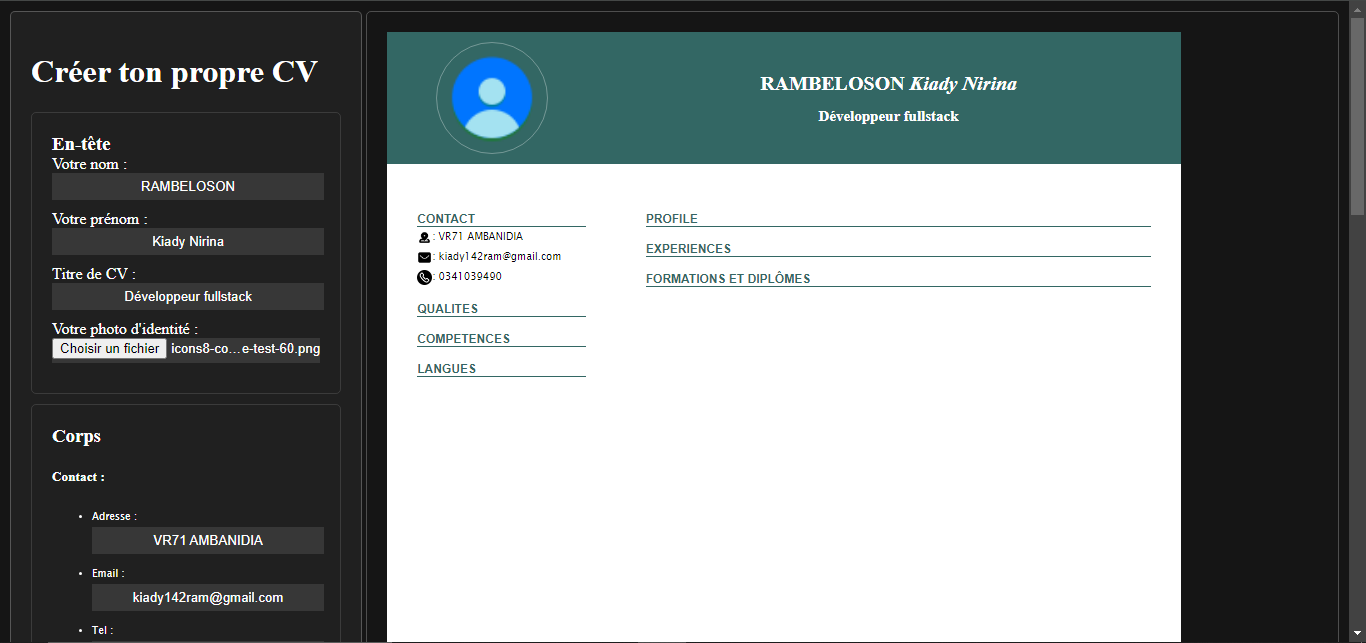 Créer ton propre CV
En-tête
Votre nom :
RAMBELOSON
Votre prénom :
Kiady Nirina
Titre de CV :
Développeur fullstack
Votre photo d'identité :
Choisir un fichier icons8-co…e-test-60.png
Corps
Contact :
• Adresse :
VR71 AMBANIDIA
• Email :
kiady142ram@gmail.com
• Tel :
RAMBELOSON Kiady Nirina
Développeur fullstack
CONTACT
: VR71 AMBANIDIA
: kiady142ram@gmail.com
: 0341039490
QUALITES
COMPETENCES
LANGUES
PROFILE
EXPERIENCES
FORMATIONS ET DIPLÔMES